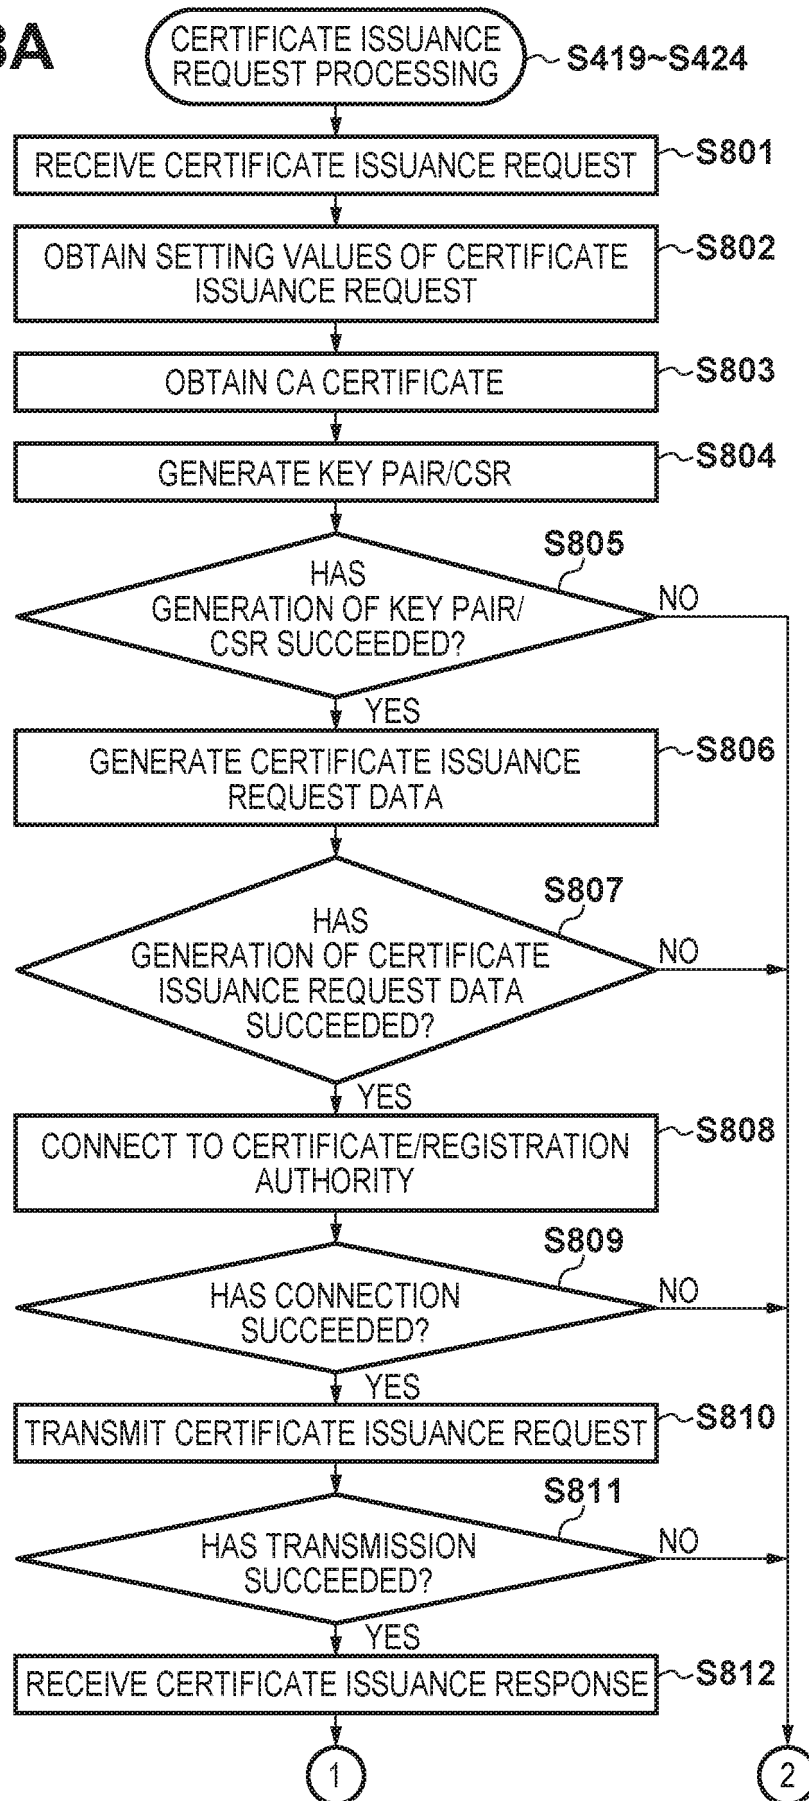 8A
CERTIFICATE ISSUANCE
REQUEST PROCESSING
S419~S424
RECEIVE CERTIFICATE ISSUANCE REQUEST
S801
OBTAIN SETTING VALUES OF CERTIFICATE
ISSUANCE REQUEST
S802
OBTAIN CA CERTIFICATE
S803
GENERATE KEY PAIR/CSR
S804
S805
HAS
GENERATION OF KEY PAIR/
CSR SUCCEEDED?
NO
YES
GENERATE CERTIFICATE ISSUANCE
REQUEST DATA
S806
S807
HAS
GENERATION OF CERTIFICATE
ISSUANCE REQUEST DATA
SUCCEEDED?
NO
YES
CONNECT TO CERTIFICATE/REGISTRATION
AUTHORITY
S808
S809
HAS CONNECTION
SUCCEEDED?
NO
YES
TRANSMIT CERTIFICATE ISSUANCE REQUEST
S810
S811
HAS TRANSMISSION
SUCCEEDED?
NO
YES
RECEIVE CERTIFICATE ISSUANCE RESPONSE
S812
1
2